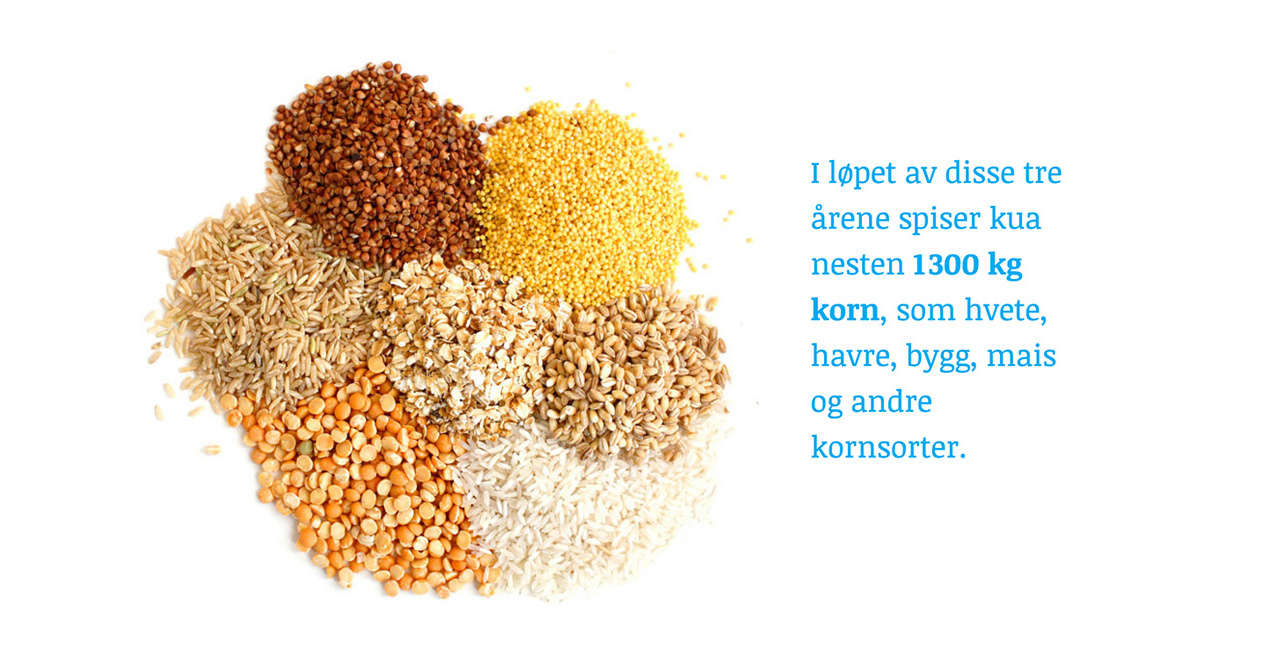 I løpet av disse tre
årene spiser kua
nesten 1300 kg
korn, som hvete,
havre, bygg, mais
og andre
kornsorter.